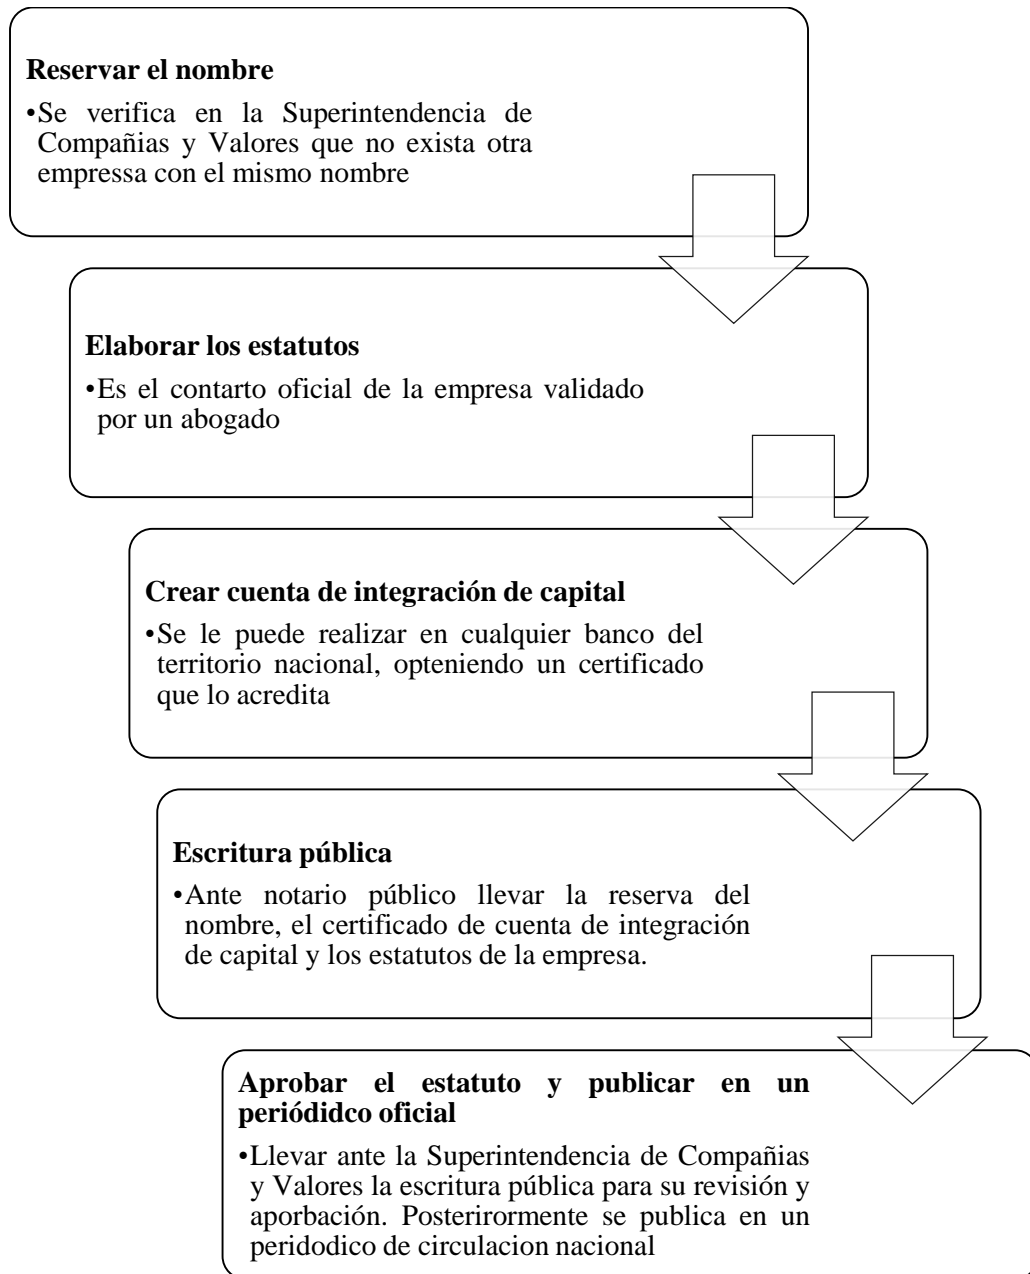 Reservar el nombre
•Se verifica en la Superintendencia de
Compañias y Valores que no exista otra
empressa con el mismo nombre
Elaborar los estatutos
•Es el contarto oficial de la empresa validado
por un abogado
Crear cuenta de integración de capital
•Se le puede realizar en cualquier banco del
territorio nacional, opteniendo un certificado
que lo acredita
Escritura pública
•Ante notario público llevar la reserva del
nombre, el certificado de cuenta de integración
de capital y los estatutos de la empresa.
Aprobar el estatuto y publicar en un
periódidco oficial
•Llevar ante la Superintendencia de Compañias
y Valores la escritura pública para su revisión y
aporbación. Posterirormente se publica en un
peridodico de circulacion nacional